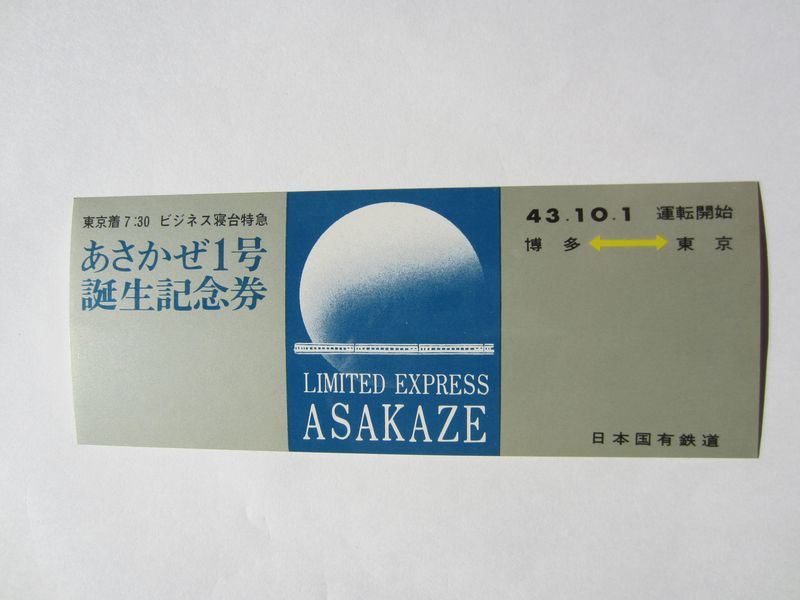 東京着7:30 ビジネス寝台特急
あさかぜ1号
誕生記念券
LIMITED EXPRESS
ASAKAZE
43.10.1 運転開始
博多 ⟷ 東京
日本国有鉄道